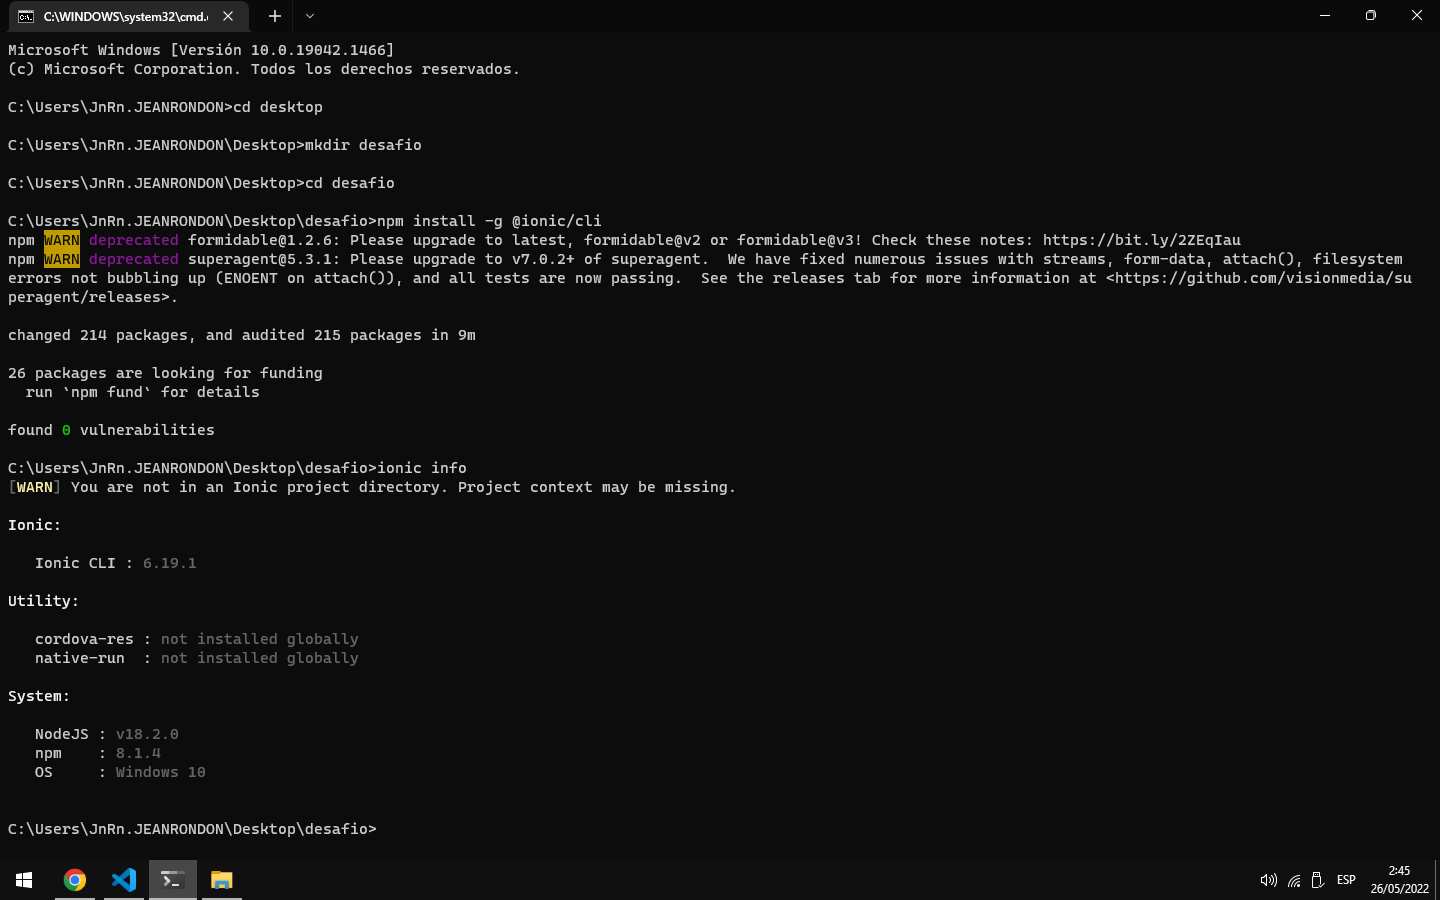 C:\WINDOWS\system32\cmd.
Microsoft Windows [Versión 10.0.19042.1466]
(c) Microsoft Corporation. Todos los derechos reservados.
C:\Users\JnRn.JEANRONDON>cd desktop
C:\Users\JnRn.JEANRONDON\Desktop>mkdir desafio
C:\Users\JnRn.JEANRONDON\Desktop>cd desafio
C:\Users\JnRn.JEANRONDON\Desktop\desafio>npm install -g @ionic/cli
npm WARN deprecated formidable@1.2.6: Please upgrade to latest, formidable@v2 or formidable@v3! Check these notes: https://bit.ly/2ZEqIau
npm WARN deprecated superagent@5.3.1: Please upgrade to v7.0.2+ of superagent.  We have fixed numerous issues with streams, form-data, attach(), filesystem
errors not bubbling up (ENOENT on attach()), and all tests are now passing.  See the releases tab for more information at <https://github.com/visionmedia/su
peragent/releases>.
changed 214 packages, and audited 215 packages in 9m
26 packages are looking for funding
  run `npm fund` for details
found 0 vulnerabilities
C:\Users\JnRn.JEANRONDON\Desktop\desafio>ionic info
[WARN] You are not in an Ionic project directory. Project context may be missing.
Ionic:
   Ionic CLI : 6.19.1
Utility:
   cordova-res : not installed globally
   native-run  : not installed globally
System:
   NodeJS : v18.2.0
   npm    : 8.1.4
   OS     : Windows 10
C:\Users\JnRn.JEANRONDON\Desktop\desafio>
ESP
2:45
26/05/2022